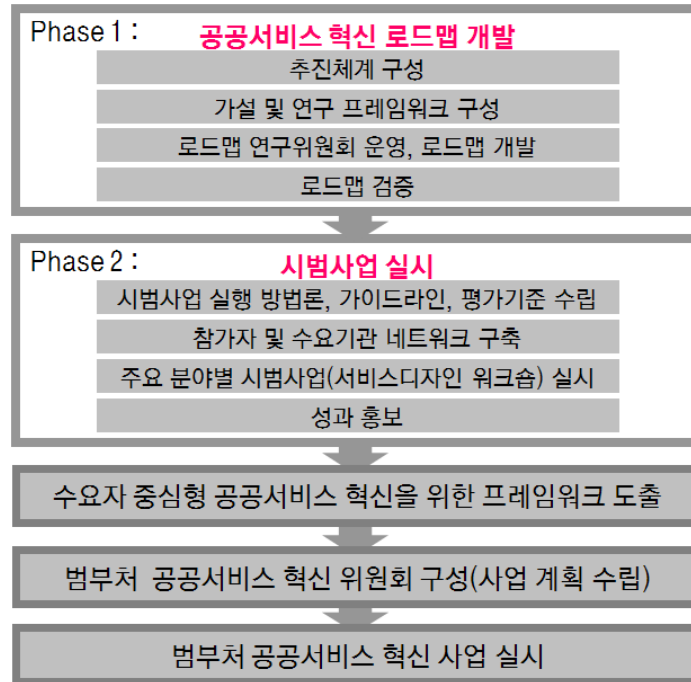 Phase 1 : 공공서비스 혁신 로드맵 개발
추진체계 구성
가설 및 연구 프레임워크 구성
로드맵 연구위원회 운영, 로드맵 개발
로드맵 검증
Phase 2 : 시범사업 실시
시범사업 실행 방법론, 가이드라인, 평가기준 수립
참가자 및 수요기관 네트워크 구축
주요 분야별 시범사업(서비스디자인 워크숍) 실시
성과 홍보
수요자 중심형 공공서비스 혁신을 위한 프레임워크 도출
범부처 공공서비스 혁신 위원회 구성(사업 계획 수립)
범부처 공공서비스 혁신 사업 실시